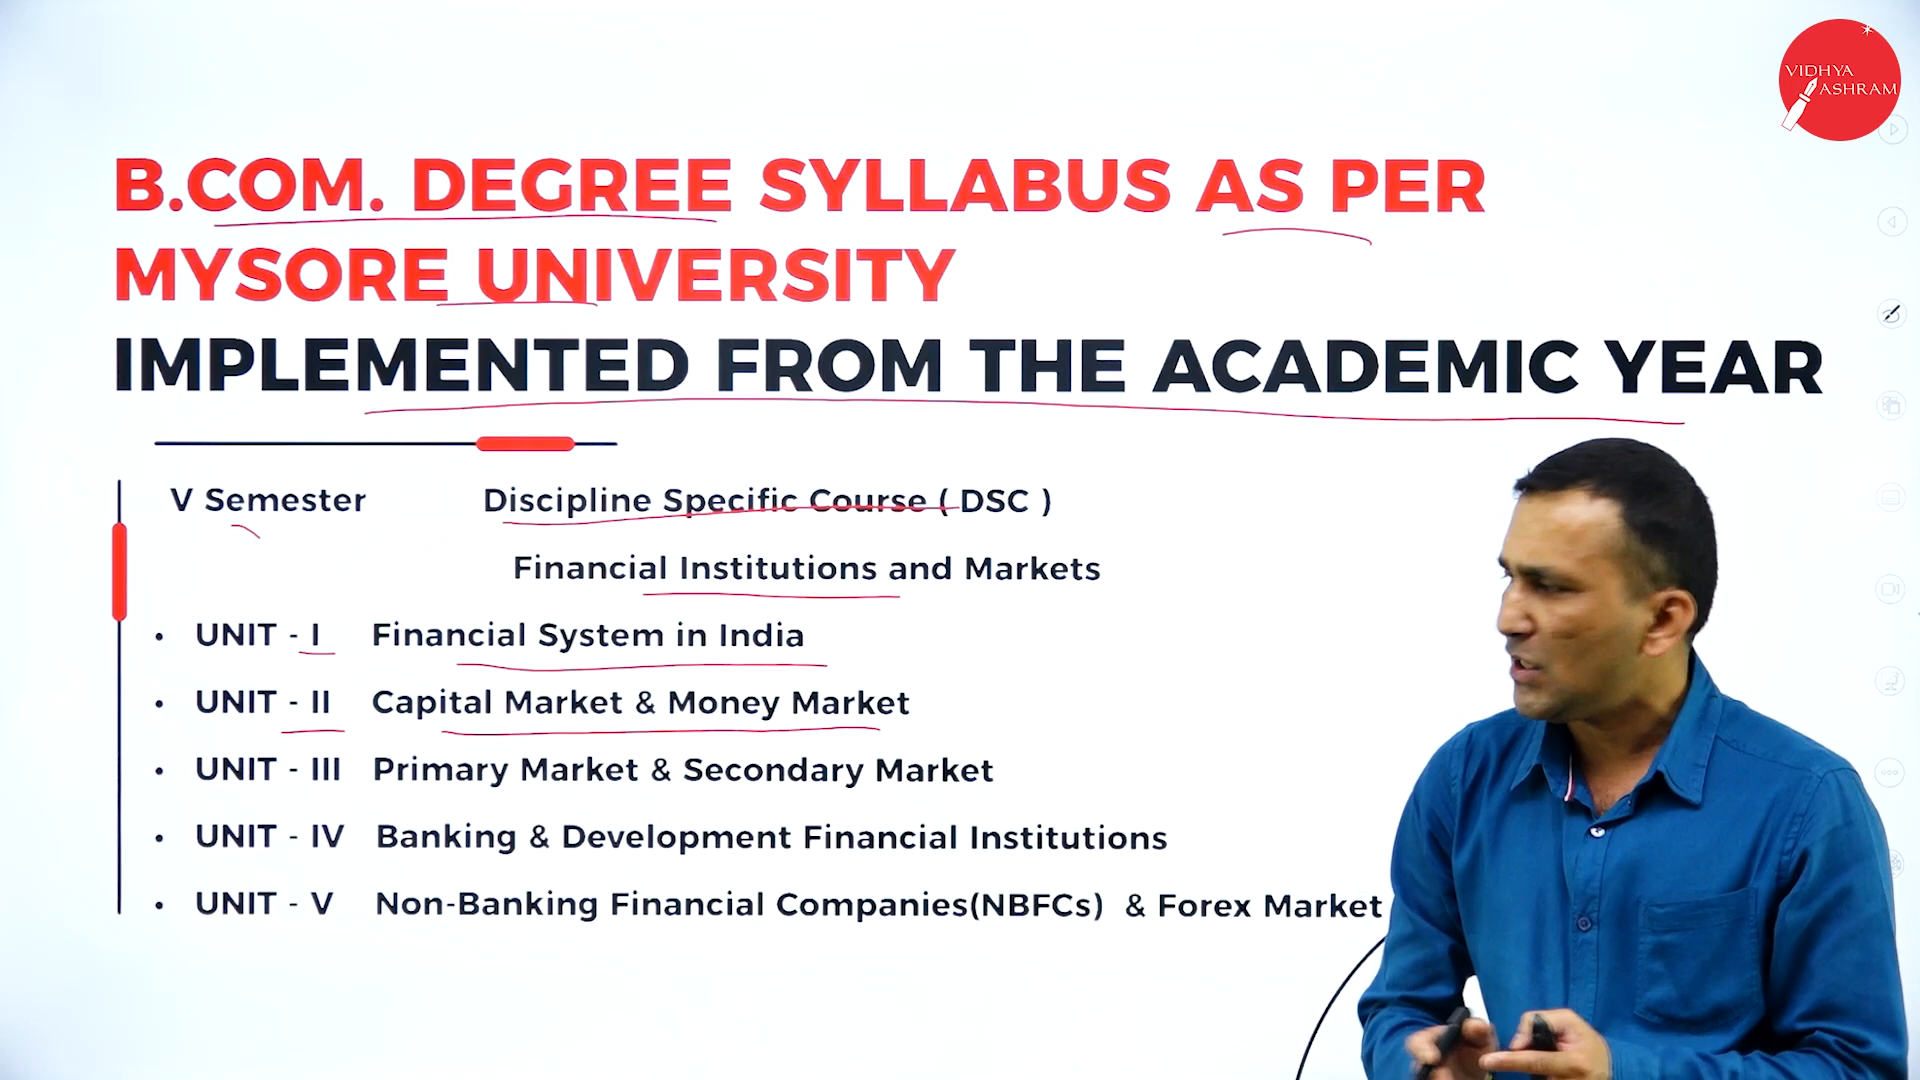 VIDHYA
ASHRAM
B.COM. DEGREE SYLLABUS AS PER
MYSORE UNIVERSITY
IMPLEMENTED FROM THE ACADEMIC YEAR
V Semester Discipline Specific Course ( DSC )
Financial Institutions and Markets
• UNIT - I Financial System in India
• UNIT - II Capital Market & Money Market
• UNIT - III Primary Market & Secondary Market
• UNIT - IV Banking & Development Financial Institutions
• UNIT - V Non-Banking Financial Companies(NBFCs) & Forex Market